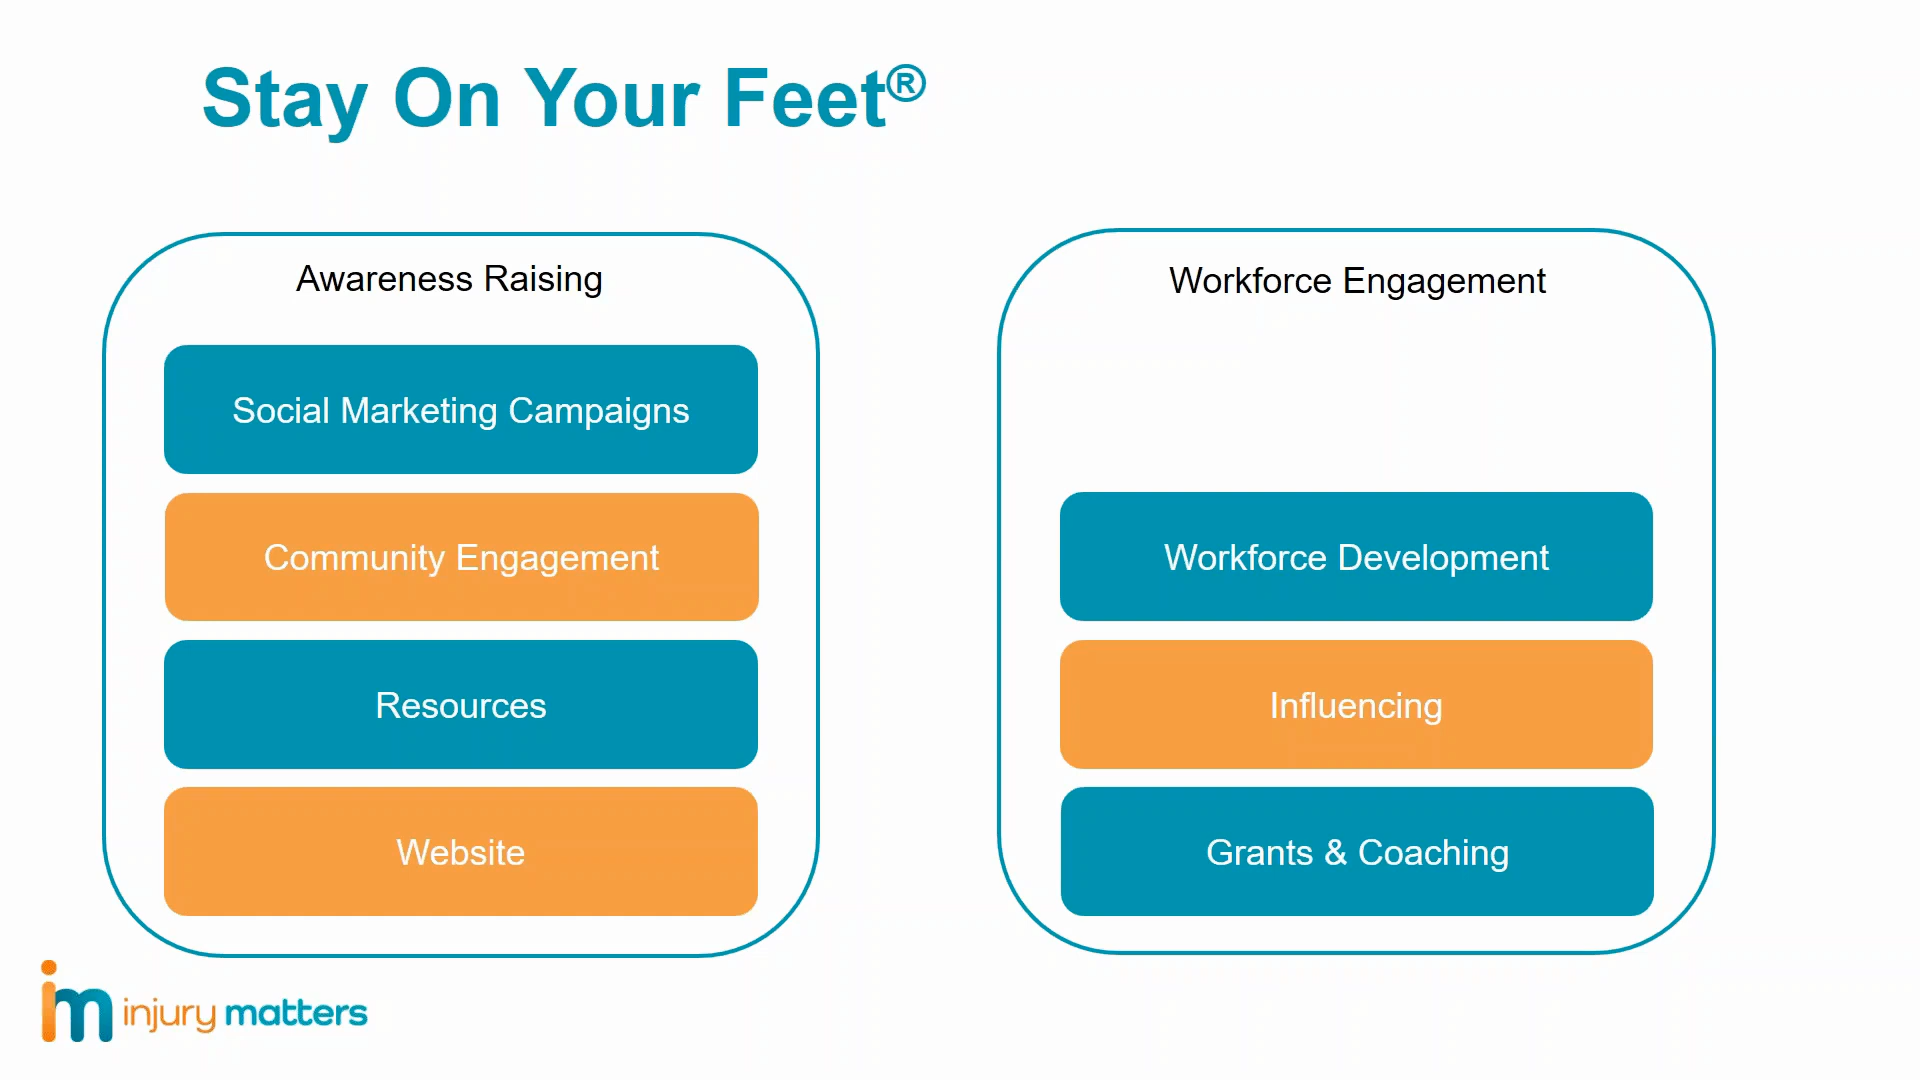 Stay On Your Feet®
Awareness Raising
Social Marketing Campaigns
Community Engagement
Resources
Website
Workforce Engagement
Workforce Development
Influencing
Grants & Coaching
im injury matters